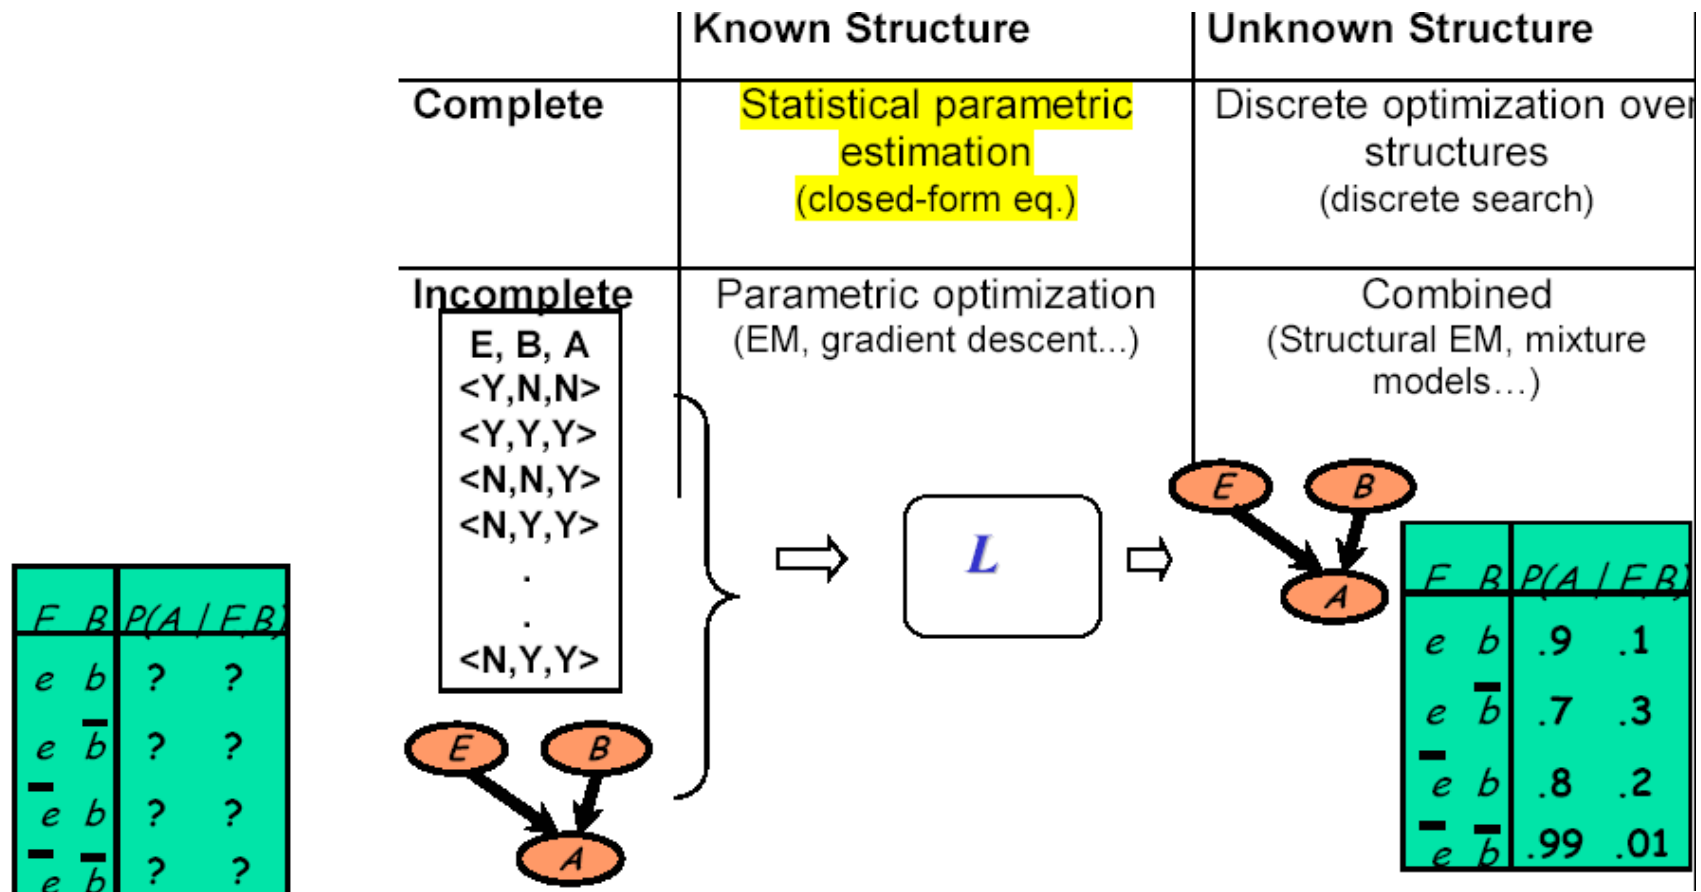 Known Structure
Unknown Structure
Complete
Statistical parametric
estimation
(closed-form eq.)
Discrete optimization over
structures
(discrete search)
Incomplete
Parametric optimization
(EM, gradient descent...)
Combined
(Structural EM, mixture
models…)
E, B, A
<Y,N,N>
<Y,Y,Y>
<N,N,Y>
<N,Y,Y>
.
.
<N,Y,Y>
E B P(A | E,B)
e b ? ?
e b̅ ? ?
e̅ b ? ?
e̅ b̅ ? ?
E B
A
L
E B
A
E B P(A | E,B)
e b .9 .1
e b̅ .7 .3
e̅ b .8 .2
e̅ b̅ .99 .01